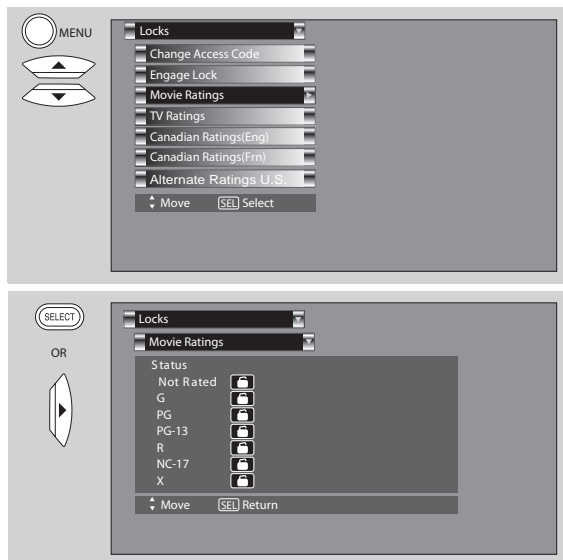 MENU
Locks
Change Access Code
Engage Lock
Movie Ratings
TV Ratings
Canadian Ratings(Eng)
Canadian Ratings(Frn)
Alternate Ratings U.S.
Move SEL Select
SELECT
OR
Locks
Movie Ratings
Status
Not Rated
G
PG
PG-13
R
NC-17
X
Move SEL Return